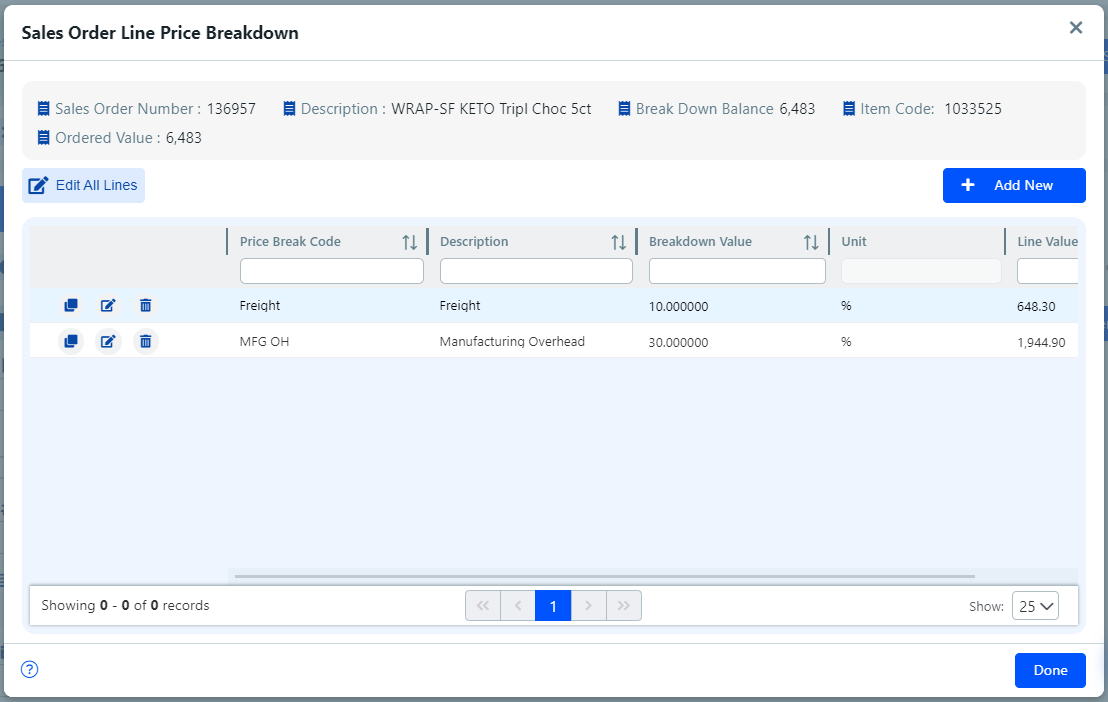 Sales Order Line Price Breakdown
Sales Order Number : 136957 Description : WRAP-SF KETO Tripl Choc 5ct Break Down Balance 6,483 Item Code: 1033525
Ordered Value : 6,483
Edit All Lines Add New
Price Break Code Description Breakdown Value Unit Line Value
Freight Freight 10.000000 % 648.30
MFG OH Manufacturing Overhead 30.000000 % 1,944.90
Showing 0 - 0 of 0 records 1 Show: 25
Done